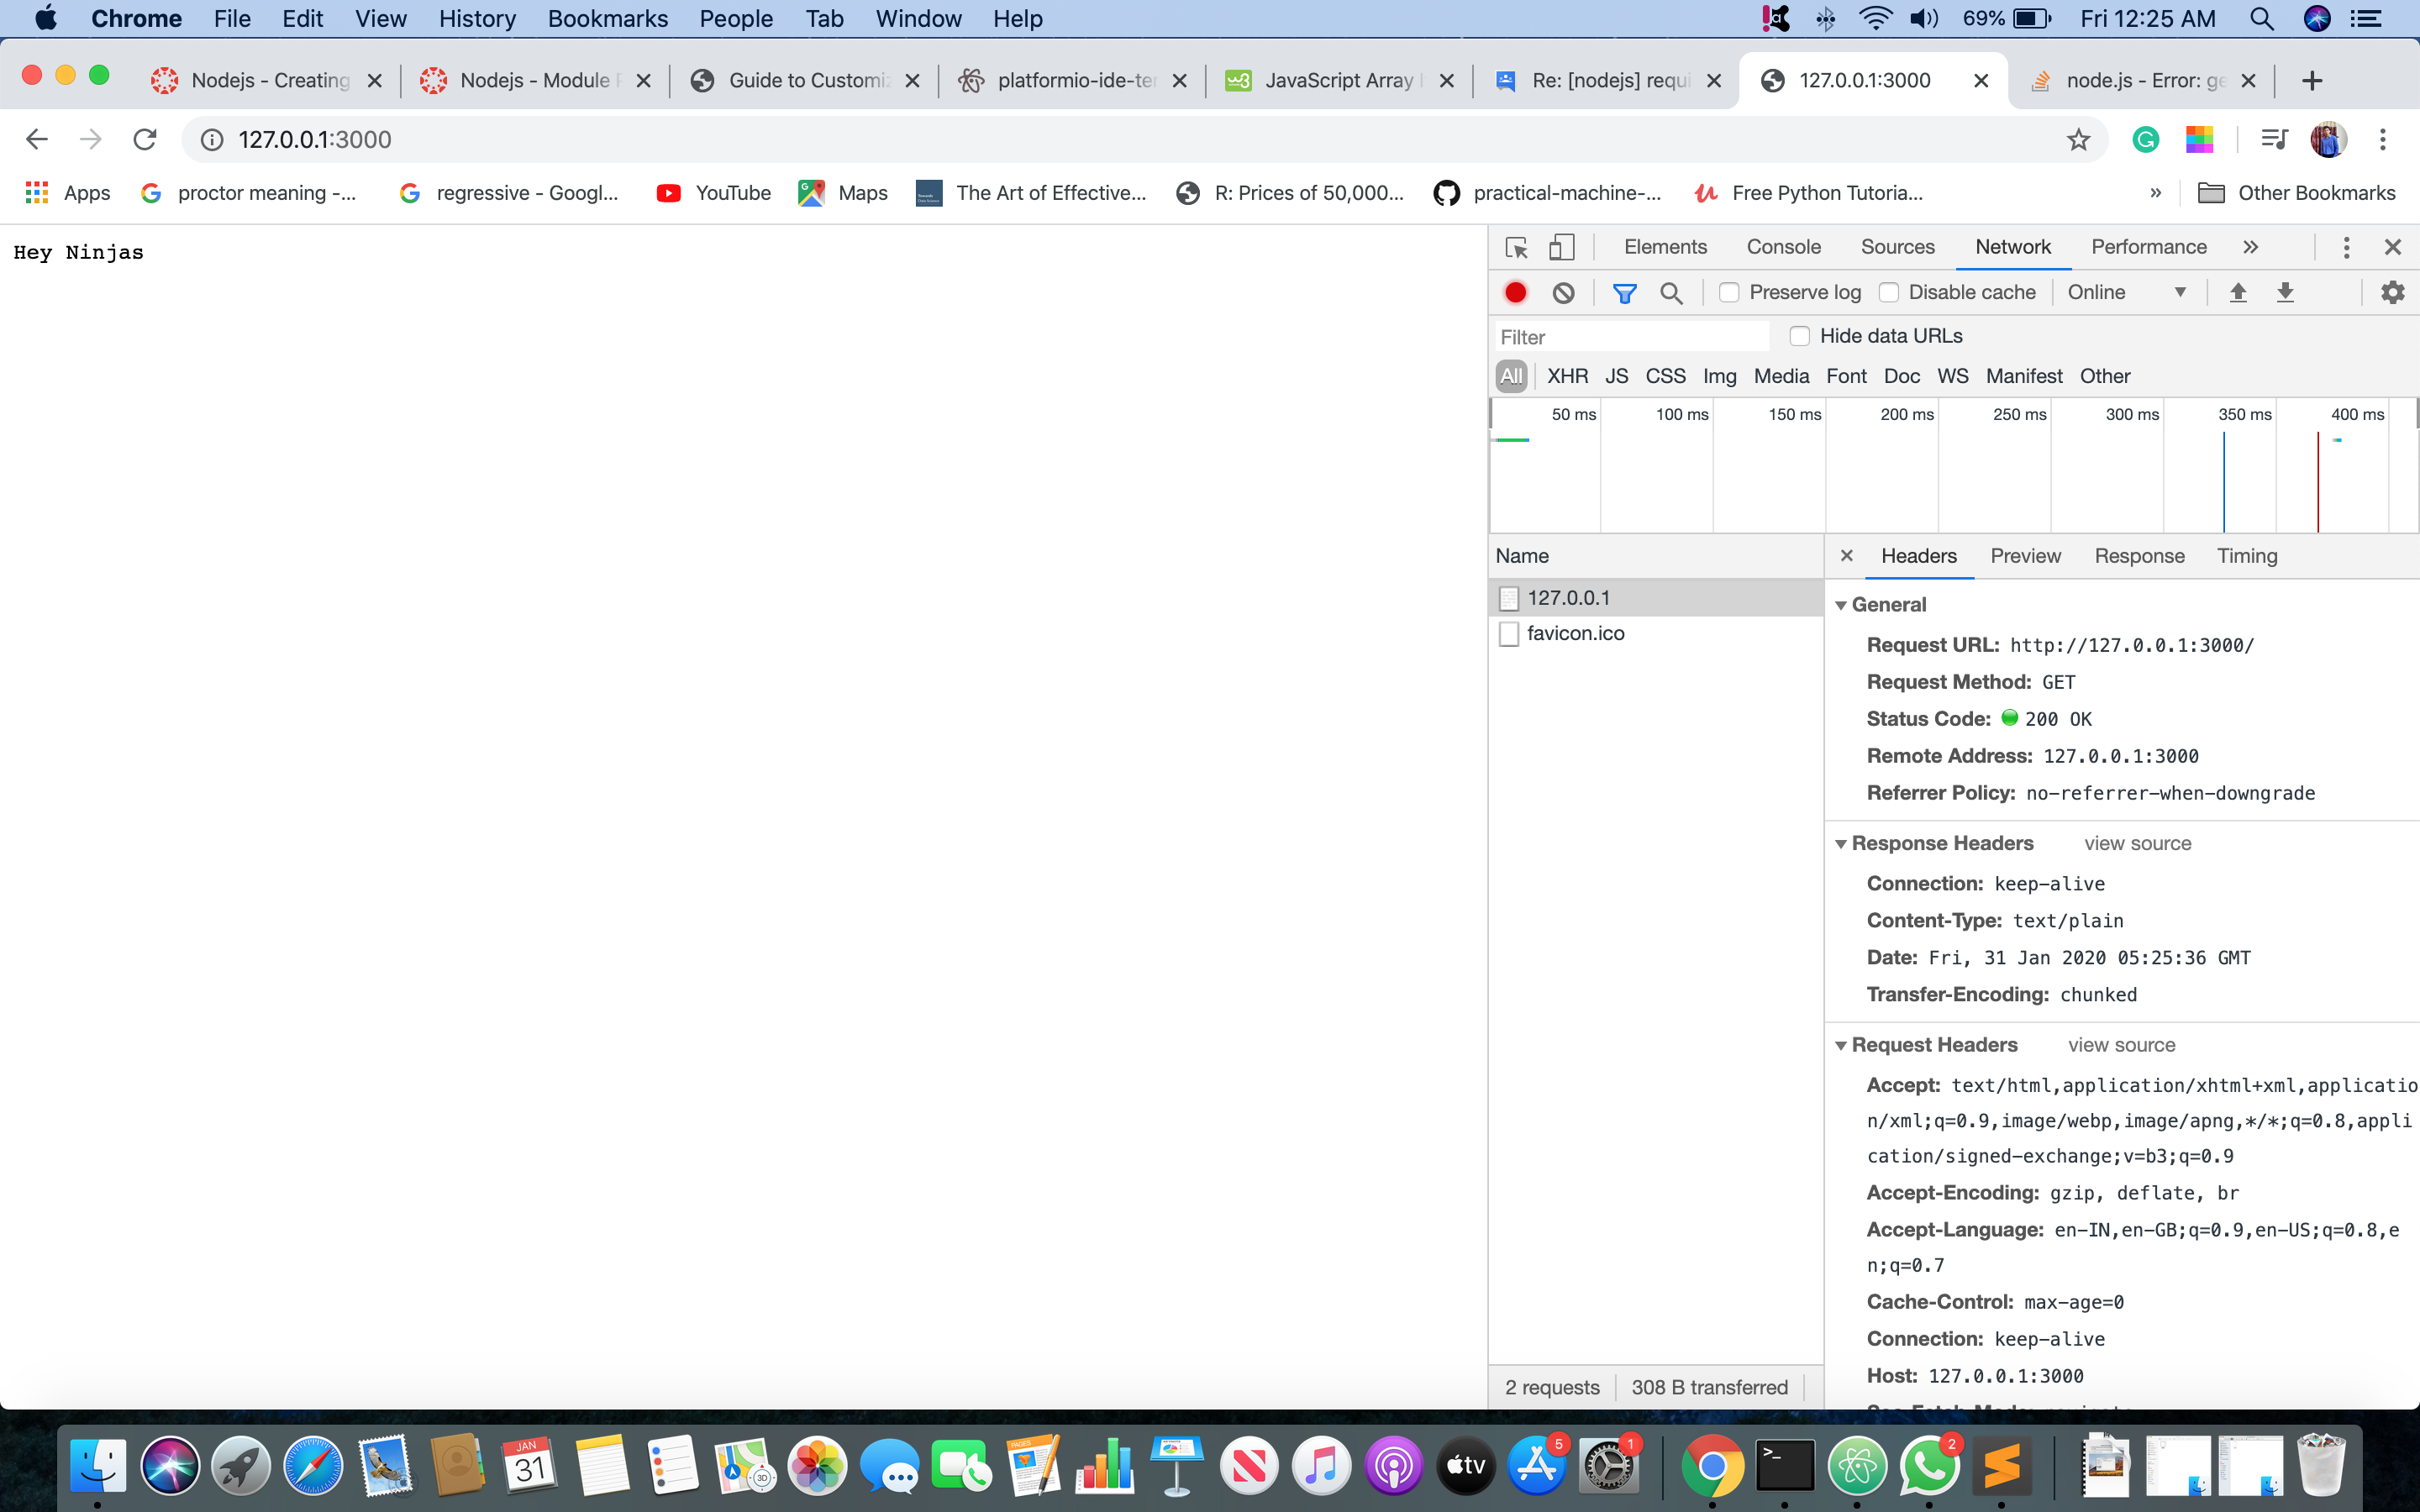 Chrome File Edit View History Bookmarks People Tab Window Help 69% Fri 12:25 AM
Nodejs - Creating Nodejs - Module Guide to Customiz platformio-ide-ter JavaScript Array Re: [nodejs] requi 127.0.0.1:3000 node.js - Error: ge
127.0.0.1:3000
Apps proctor meaning -... regressive - Googl... YouTube Maps The Art of Effective... R: Prices of 50,000... practical-machine-... Free Python Tutoria... » Other Bookmarks
Hey Ninjas
Elements Console Sources Network Performance »
Preserve log Disable cache Online
Filter Hide data URLs
All XHR JS CSS Img Media Font Doc WS Manifest Other
50 ms 100 ms 150 ms 200 ms 250 ms 300 ms 350 ms 400 ms
Name Headers Preview Response Timing
127.0.0.1
favicon.ico
General
Request URL: http://127.0.0.1:3000/
Request Method: GET
Status Code: 200 OK
Remote Address: 127.0.0.1:3000
Referrer Policy: no-referrer-when-downgrade
Response Headers view source
Connection: keep-alive
Content-Type: text/plain
Date: Fri, 31 Jan 2020 05:25:36 GMT
Transfer-Encoding: chunked
Request Headers view source
Accept: text/html,application/xhtml+xml,applicatio
n/xml;q=0.9,image/webp,image/apng,*/*;q=0.8,appli
cation/signed-exchange;v=b3;q=0.9
Accept-Encoding: gzip, deflate, br
Accept-Language: en-IN,en-GB;q=0.9,en-US;q=0.8,e
n;q=0.7
Cache-Control: max-age=0
Connection: keep-alive
Host: 127.0.0.1:3000
2 requests 308 B transferred
JAN
31
PAGES
3D
tv
5
1
2